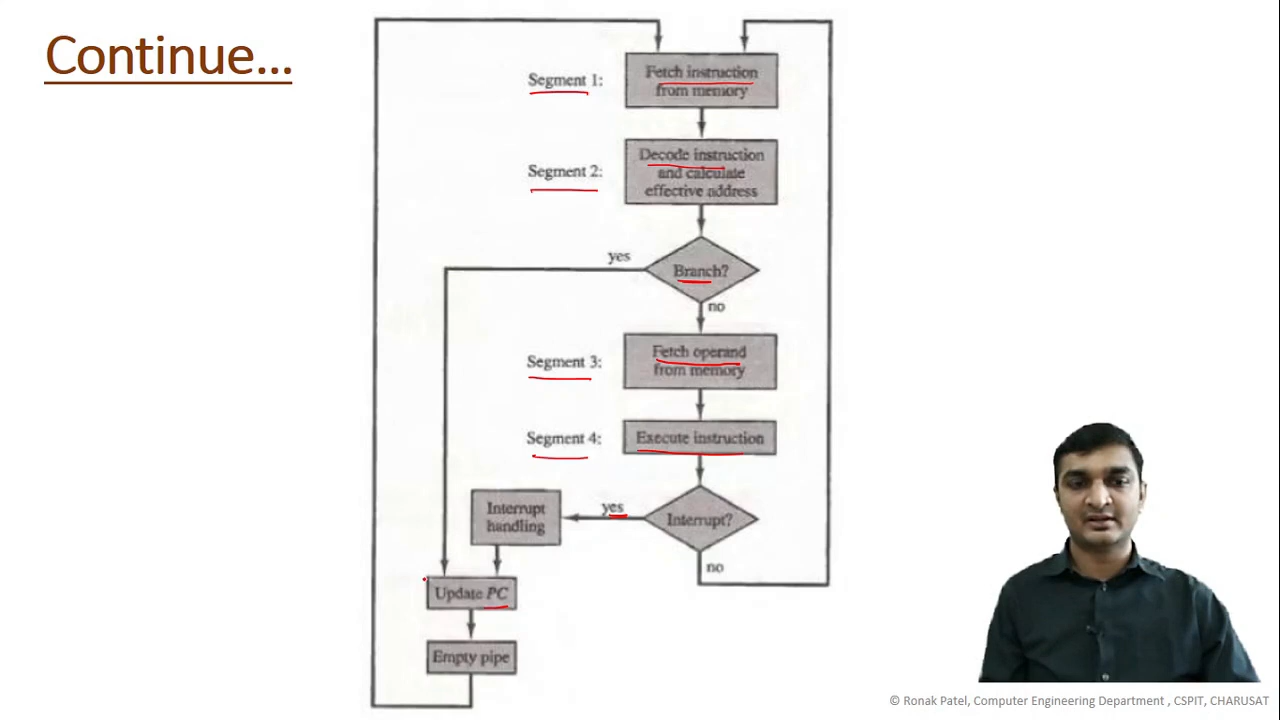 Continue...
Segment 1:
Fetch instruction
from memory
Segment 2:
Decode instruction
and calculate
effective address
yes
Branch?
no
Segment 3:
Fetch operand
from memory
Segment 4:
Execute instruction
Interrupt
handling
yes
Interrupt?
no
Update PC
Empty pipe
© Ronak Patel, Computer Engineering Department , CSPIT, CHARUSAT